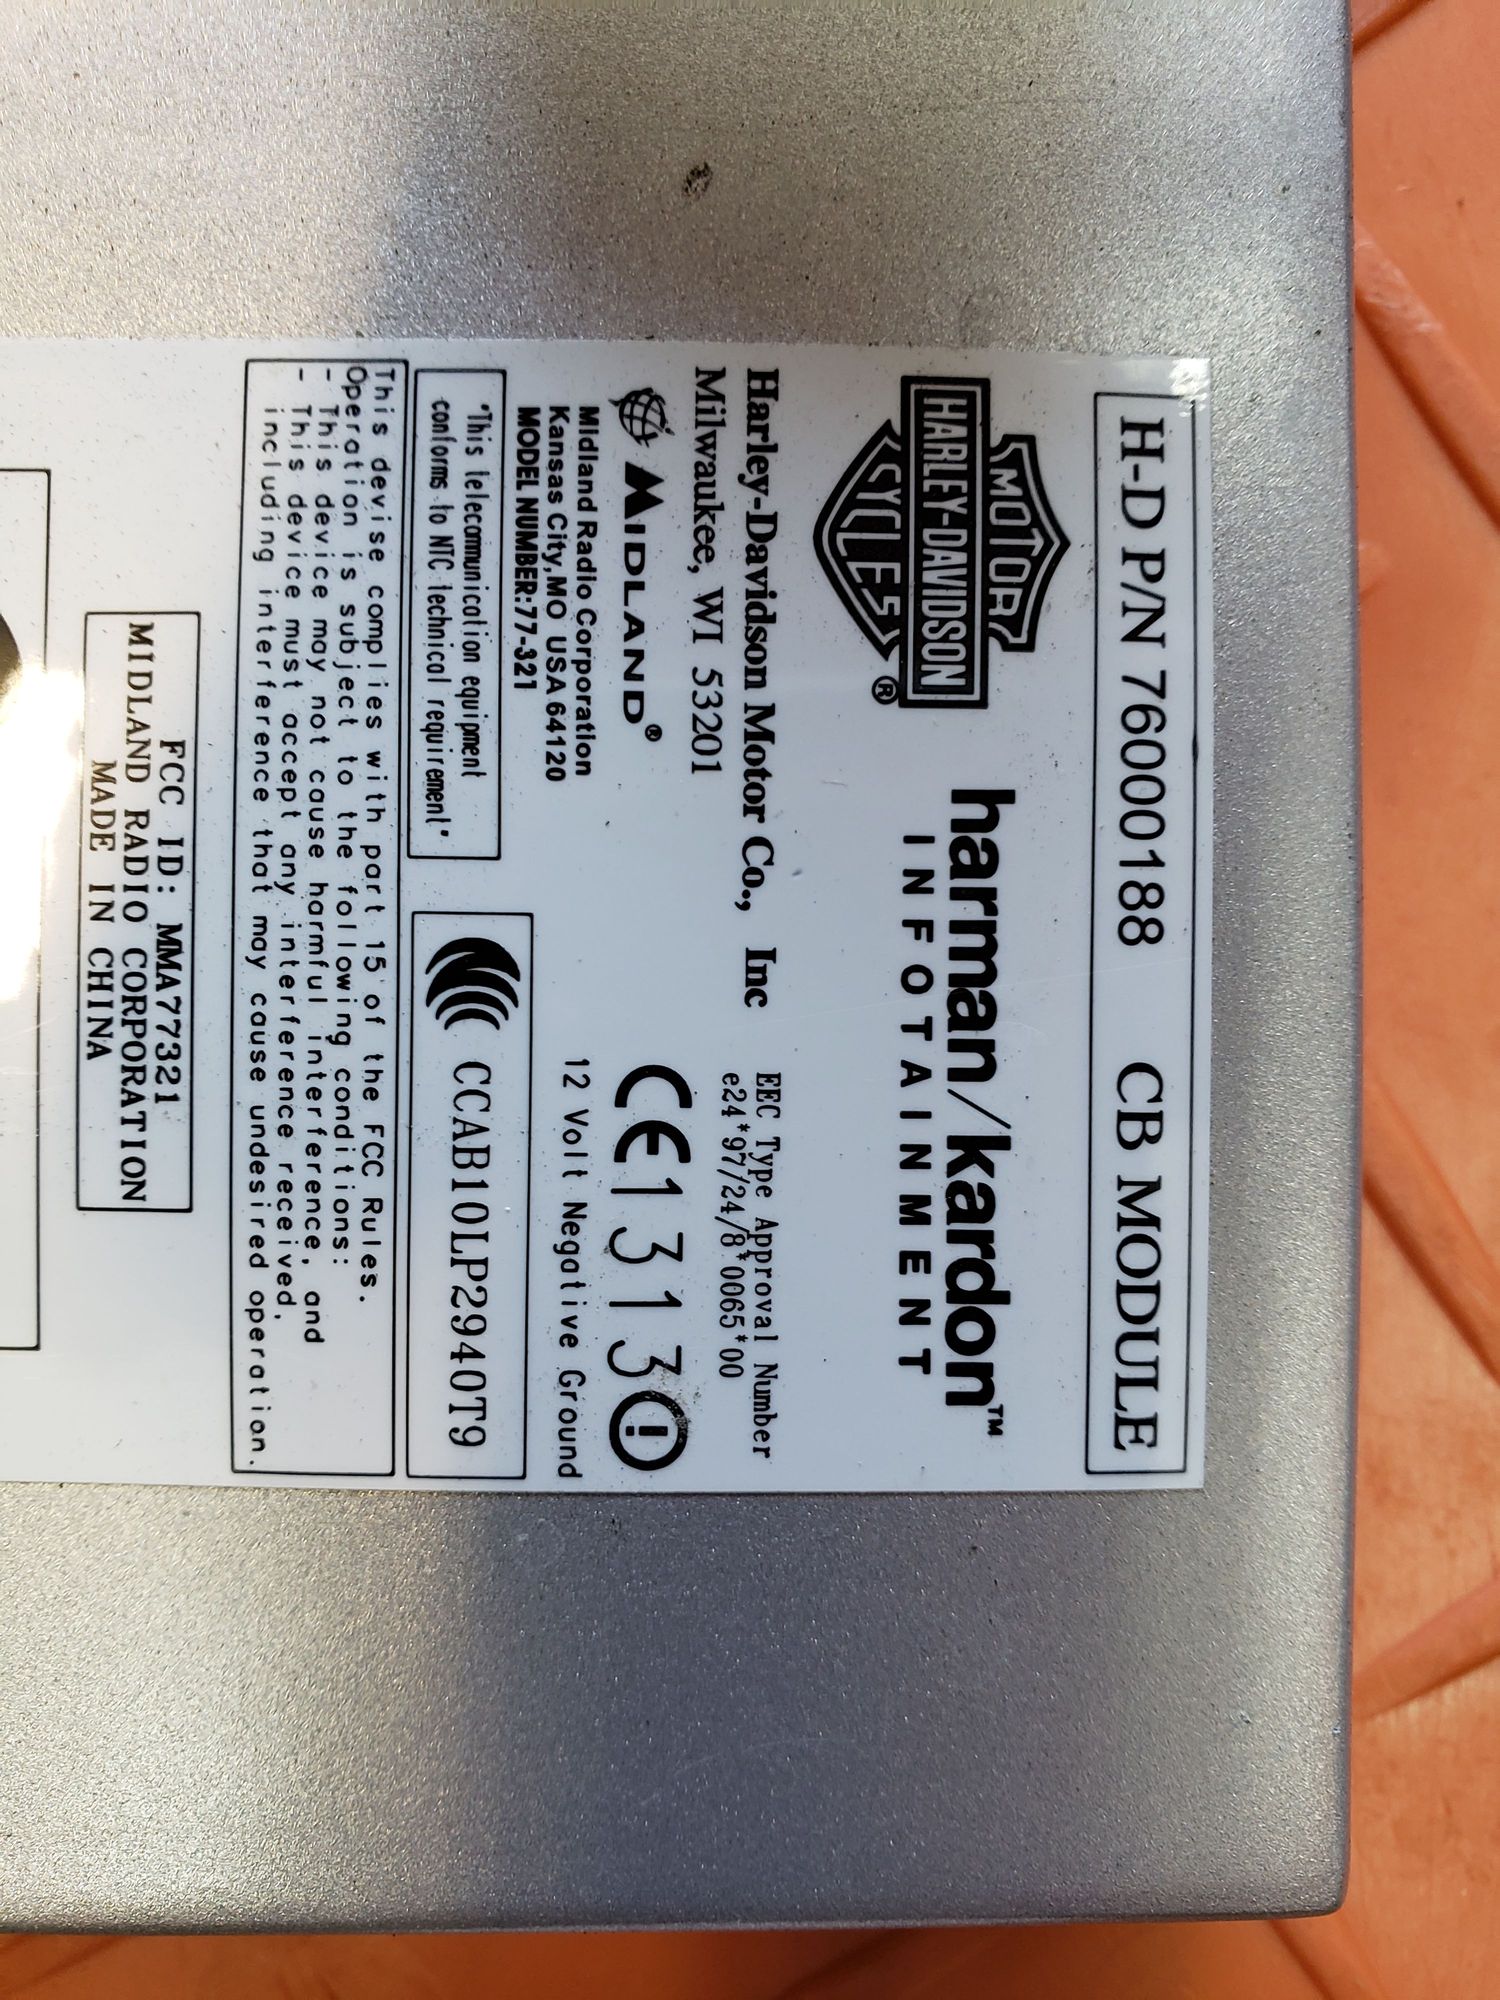 H-D P/N 76000188 CB MODULE
MOTOR
HARLEY-DAVIDSON
CYCLES
®
harman/kardon™
INFOTAINMENT
Harley-Davidson Motor Co., Inc
Milwaukee, WI 53201
EEC Type Approval Number
e24*97/24/8*0065*00
MIDLAND®
CE1313
Midland Radio Corporation
Kansas City,MO USA64120
MODEL NUMBER:77-321
12 Volt Negative Ground
"This telecommunication equipment
conforms to NTC technical requirement"
CCAB10LP2940T9
This devise complies with part 15 of the FCC Rules.
Operation is subject to the following conditions:
- This device may not cause harmful interference, and
- This device must accept any interference received,
including interference that may cause undesired operation.
FCC ID: MMA77321
MIDLAND RADIO CORPORATION
MADE IN CHINA